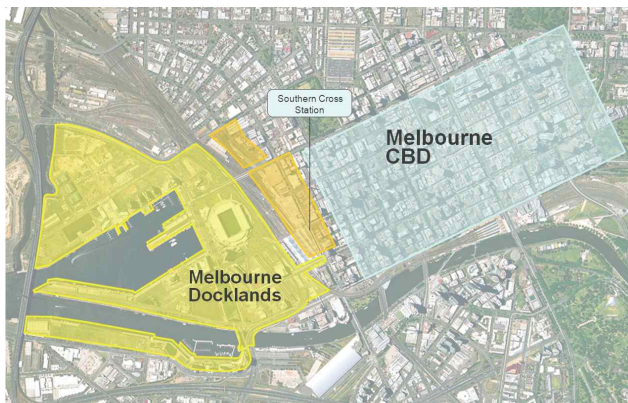 Southern Cross
Station
Melbourne
CBD
Melbourne
Docklands